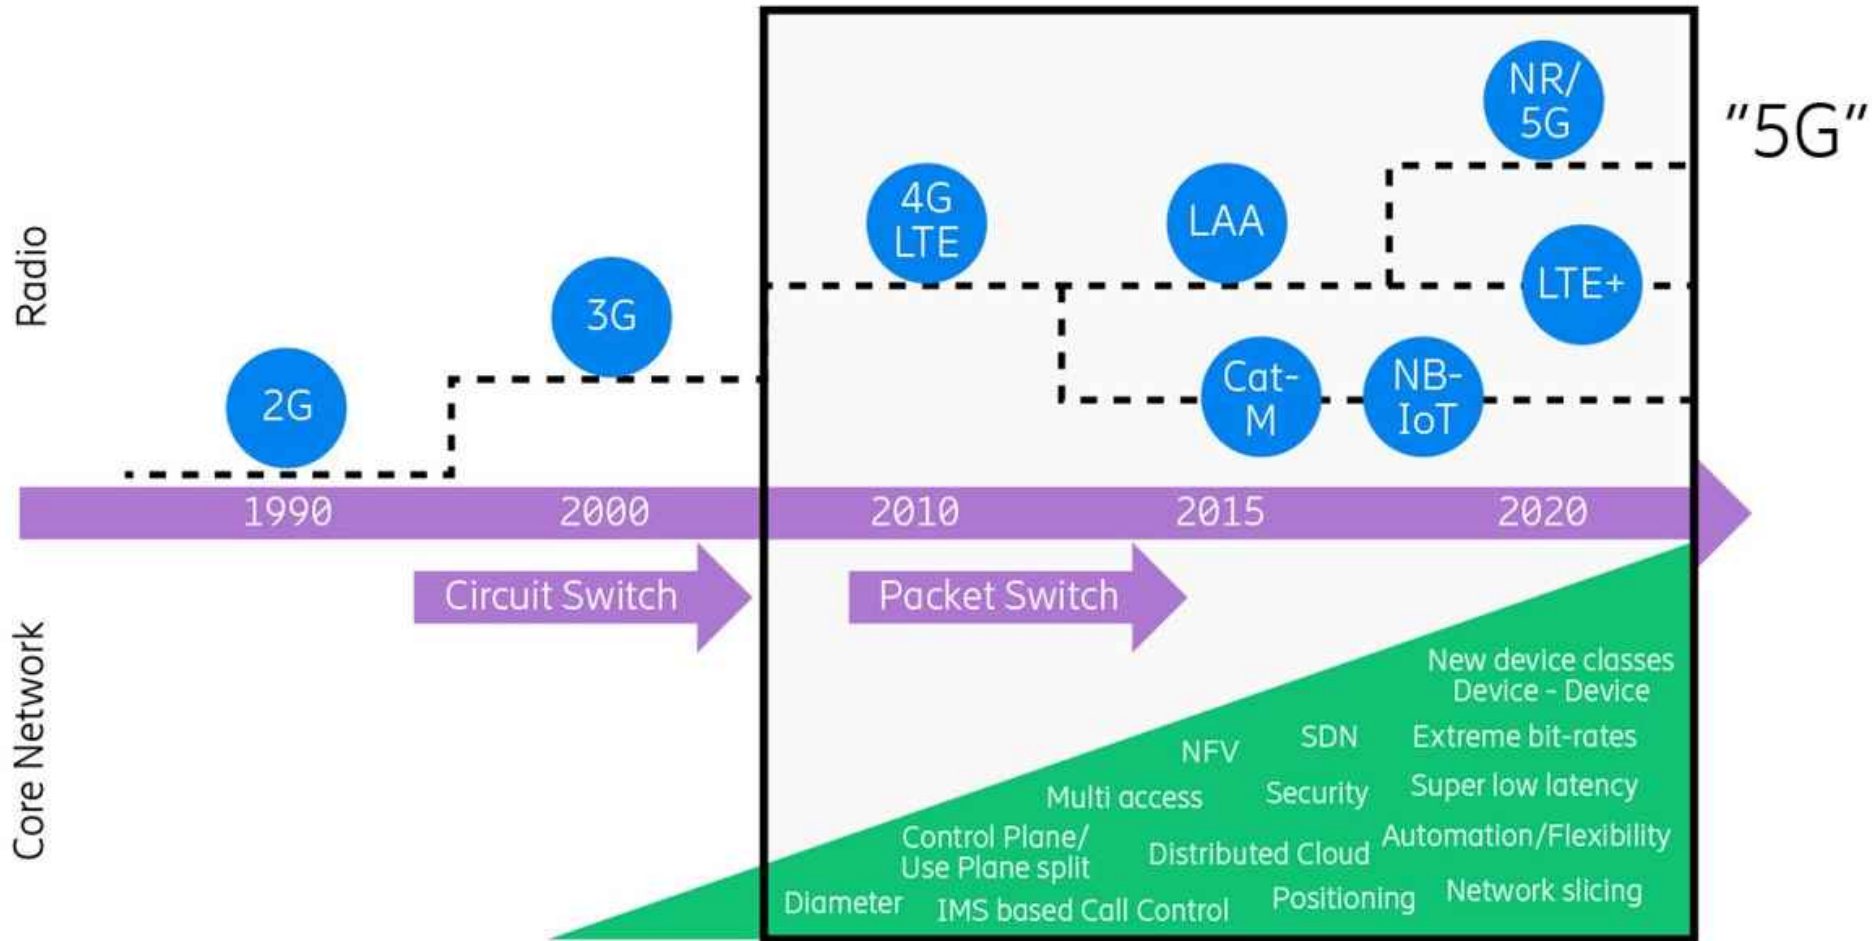 NR/
5G
"5G"
4G
LTE
LAA
LTE+
3G
2G
Cat-
M
NB-
IoT
Radio
1990
2000
2010
2015
2020
Circuit Switch
Packet Switch
Core Network
New device classes
Device - Device
NFV
SDN
Extreme bit-rates
Multi access
Security
Super low latency
Control Plane/
Use Plane split
Distributed Cloud
Automation/Flexibility
Diameter
IMS based Call Control
Positioning
Network slicing